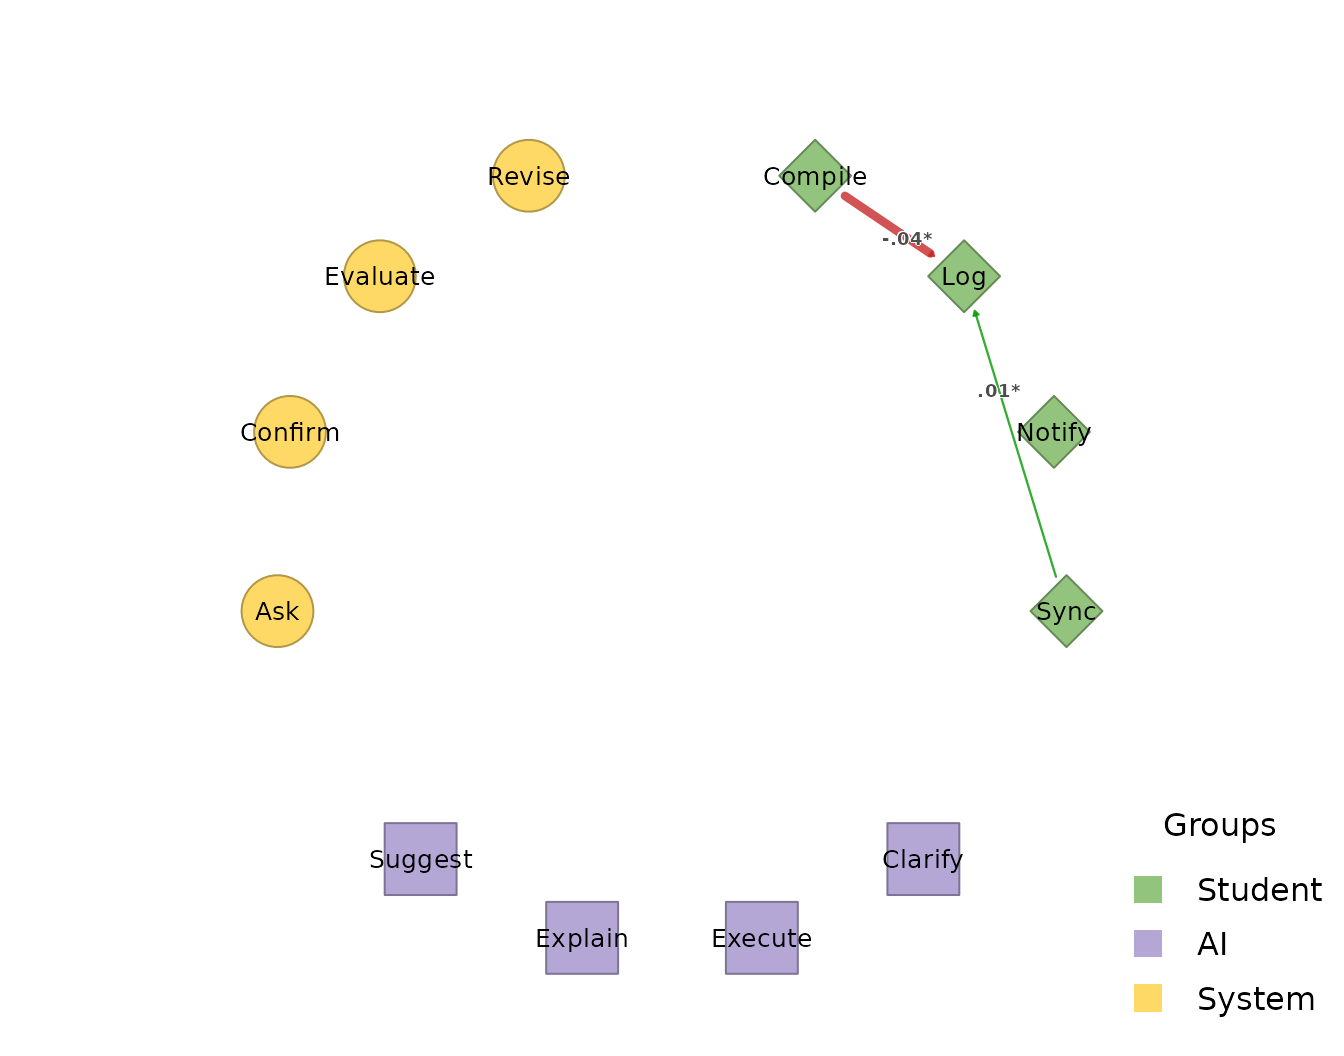 Revise
Compile
-.04*
Evaluate
Log
.01*
Confirm
Notify
Ask
Sync
Suggest
Clarify
Explain
Execute
Groups
Student
AI
System